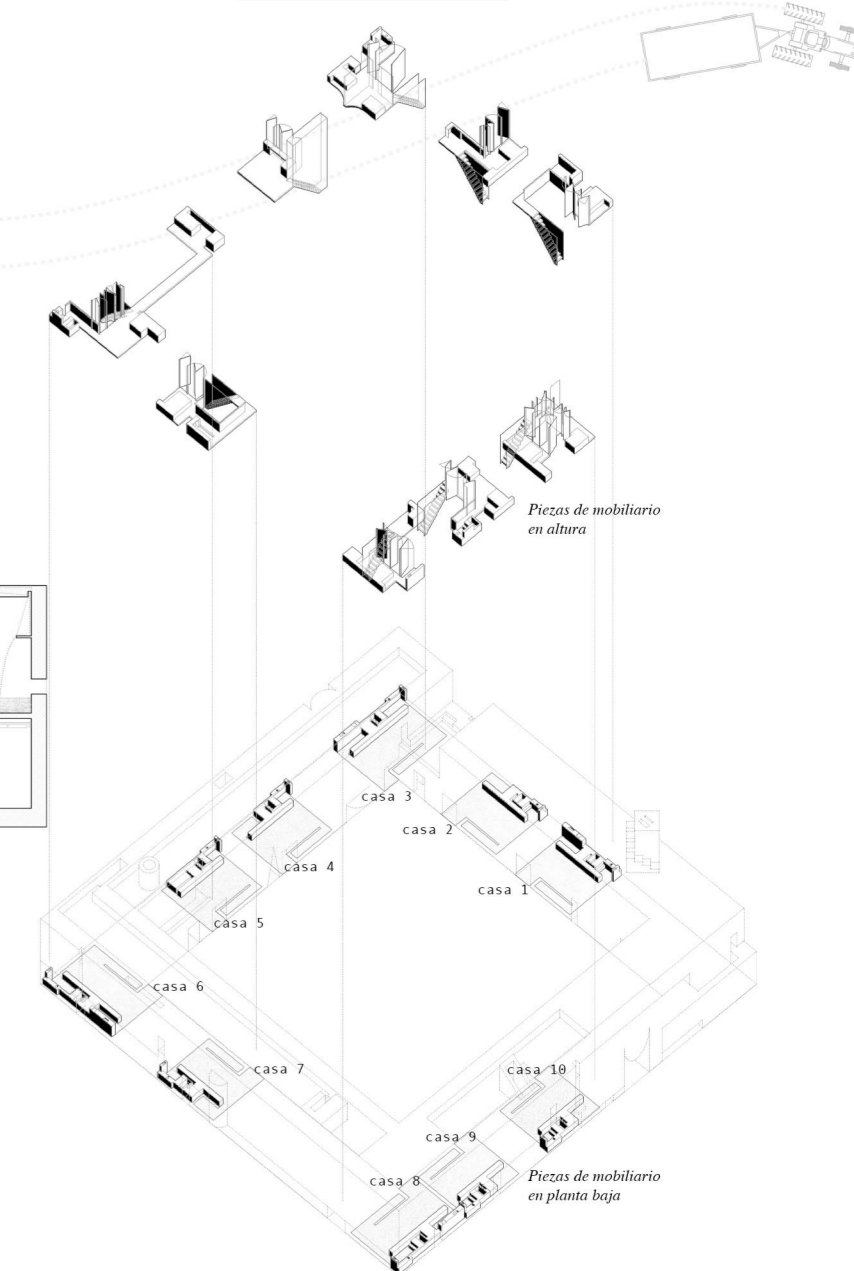 Piezas de mobiliario
en altura
casa 3
casa 2
casa 4
casa 1
casa 5
casa 6
casa 7
casa 10
casa 9
casa 8
Piezas de mobiliario
en planta baja